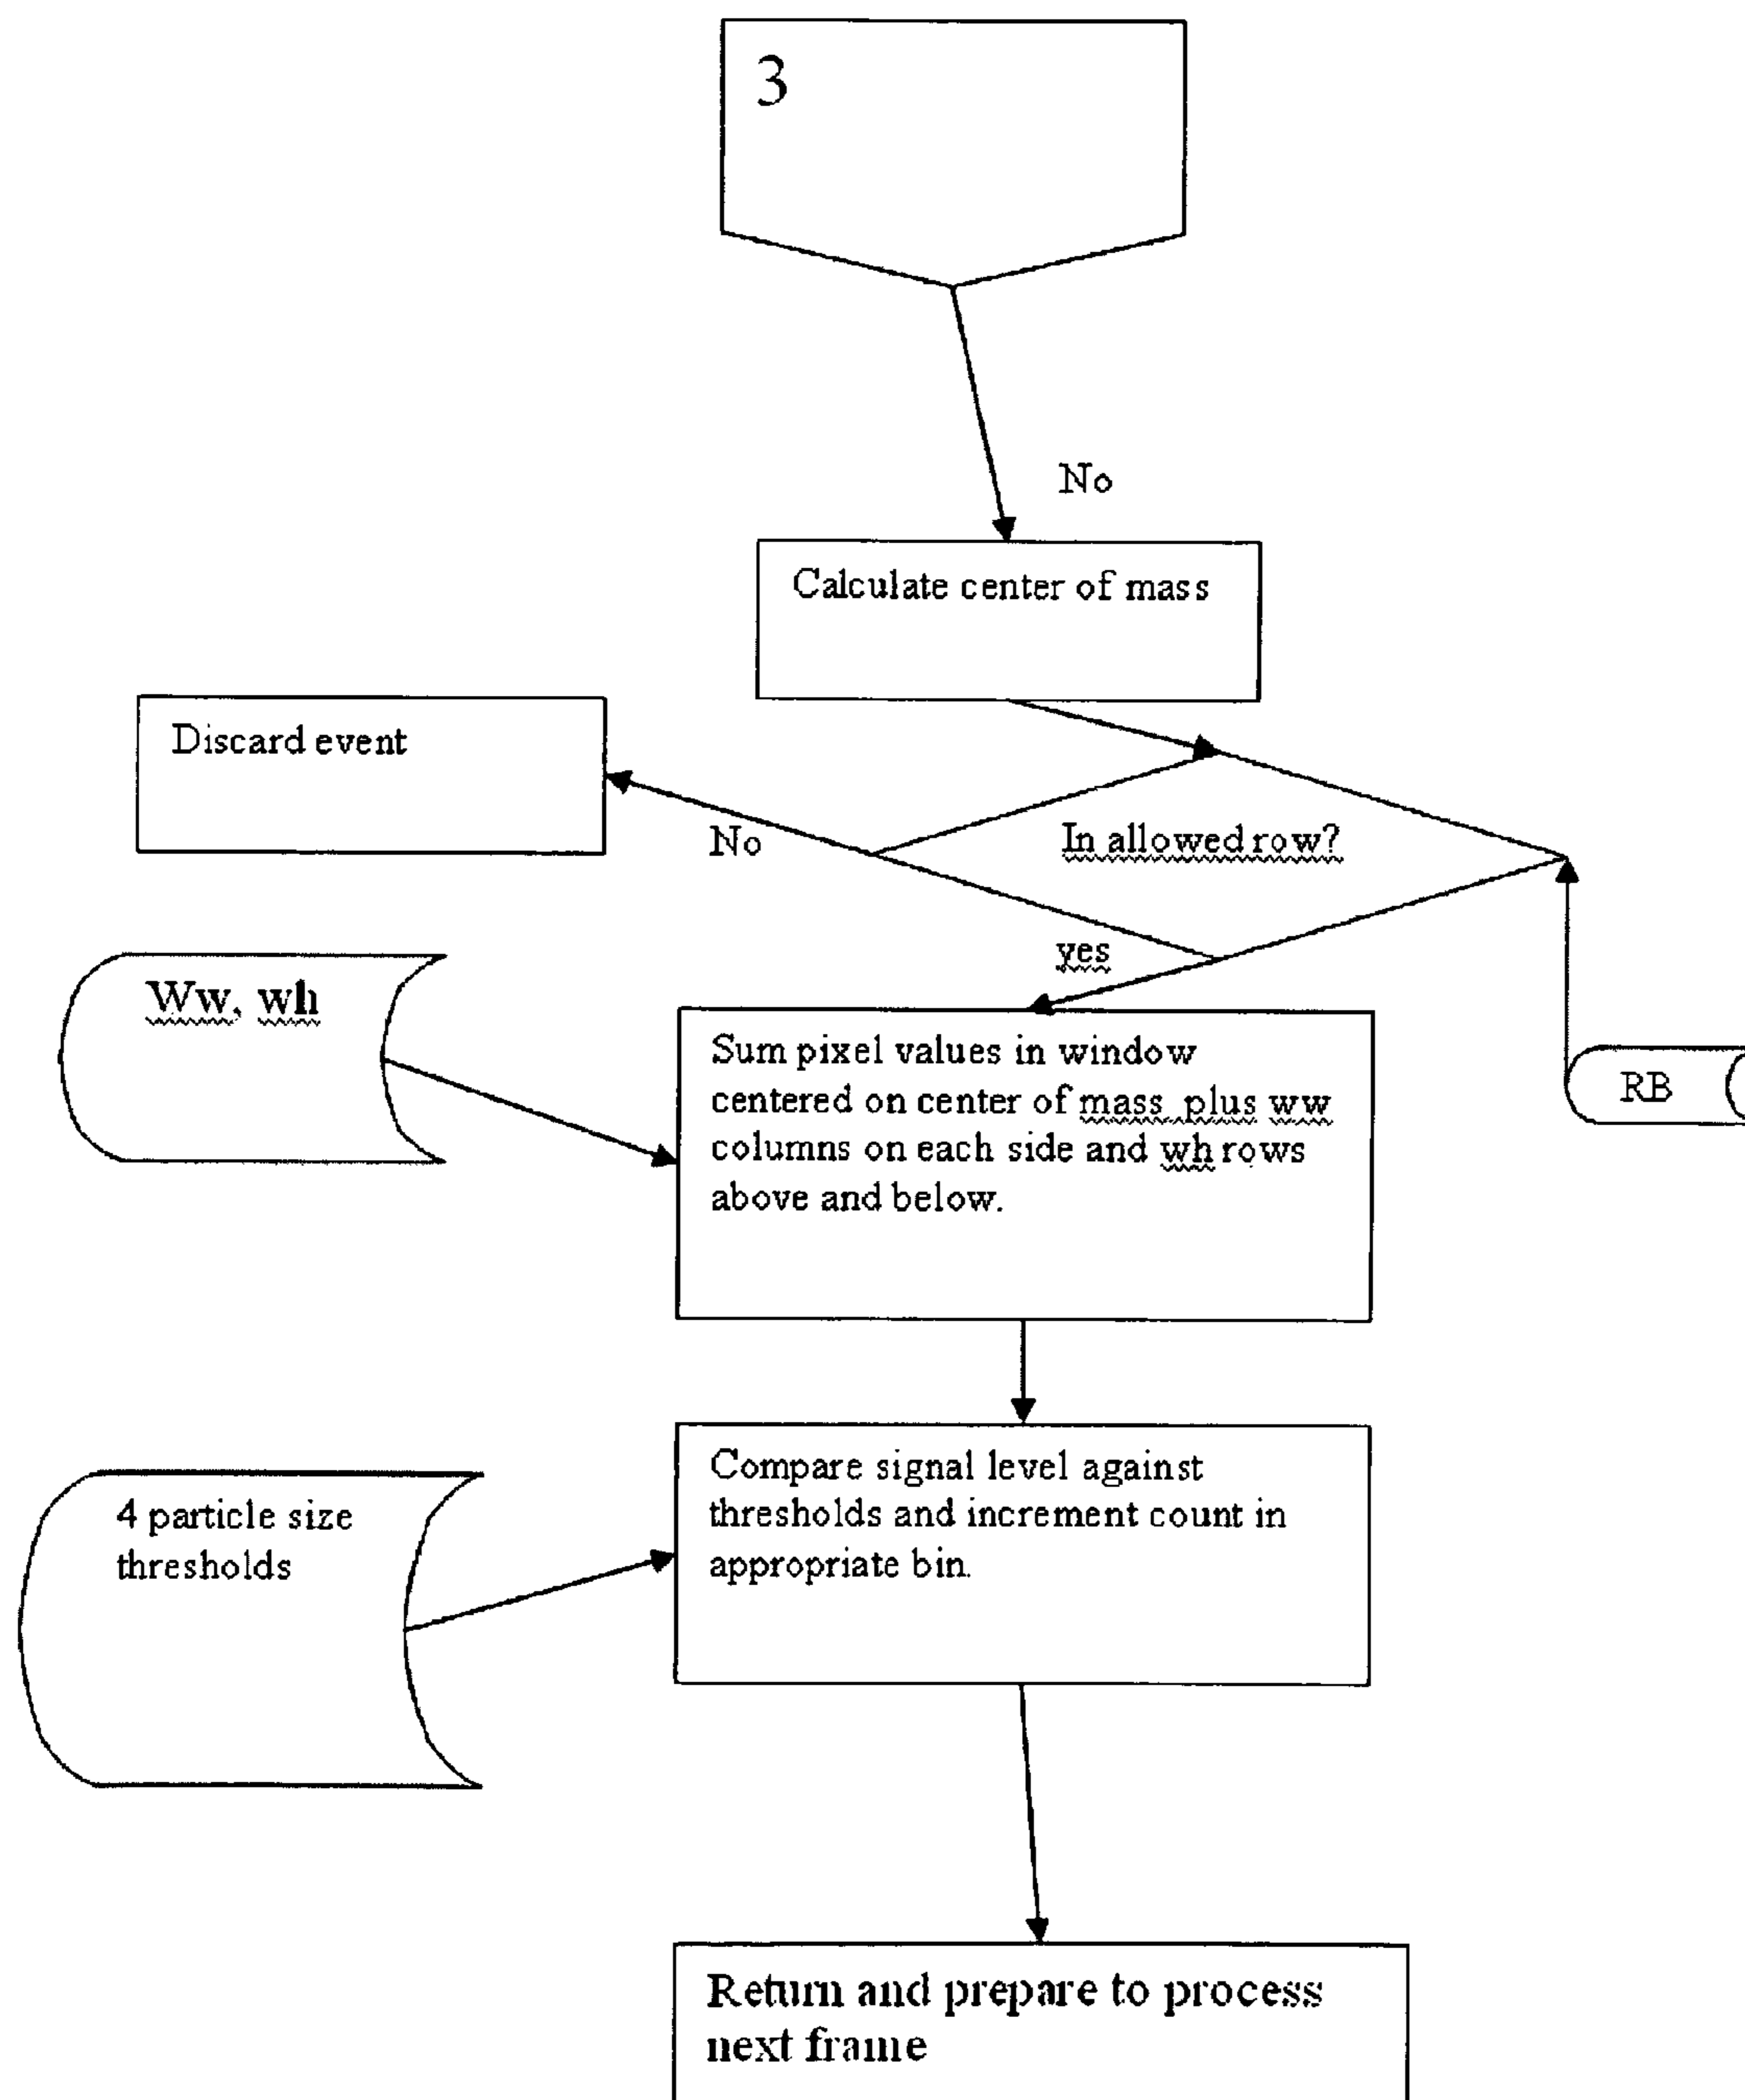 3
No
Calculate center of mass
Discard event
No
In allowed row?
yes
Ww, wh
Sum pixel values in window
centered on center of mass plus ww
columns on each side and wh rows
above and below.
RB
Compare signal level against
thresholds and increment count in
appropriate bin.
4 particle size
thresholds
Return and prepare to process
next frame